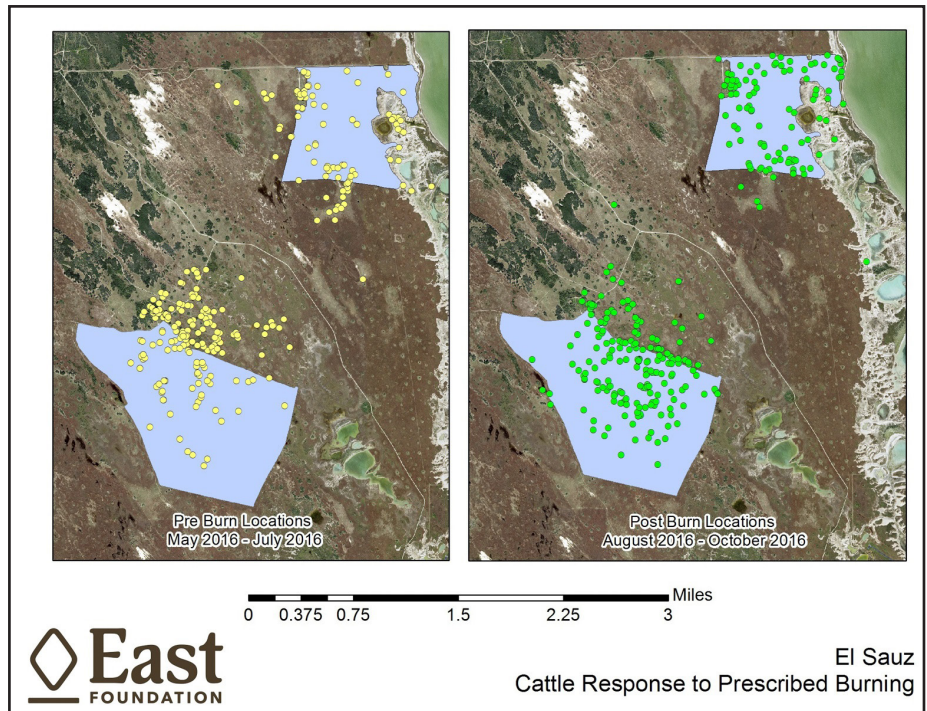 Pre Burn Locations
May 2016 - July 2016
Post Burn Locations
August 2016 - October 2016
Miles
0 0.375 0.75 1.5 2.25 3
East
FOUNDATION
El Sauz
Cattle Response to Prescribed Burning